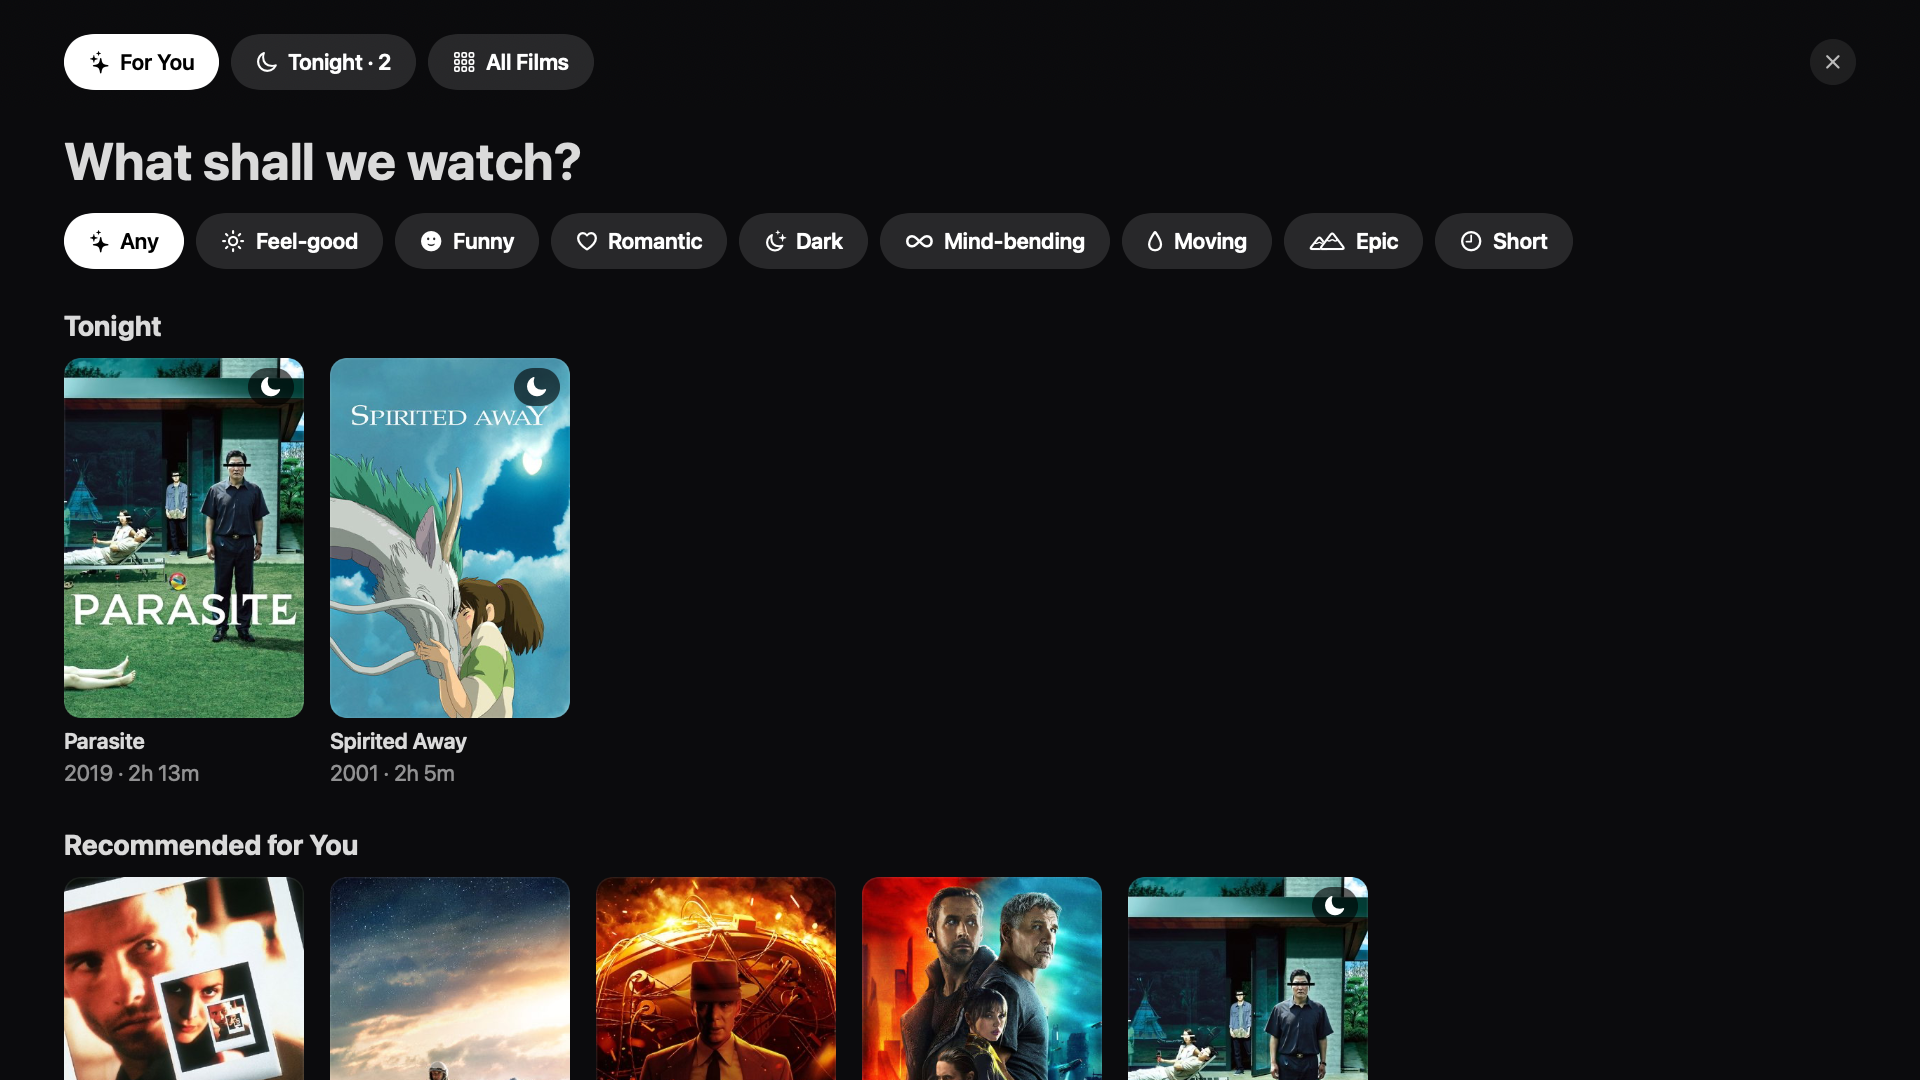 For You
Tonight · 2
All Films
What shall we watch?
Any
Feel-good
Funny
Romantic
Dark
Mind-bending
Moving
Epic
Short
Tonight
PARASITE
SPIRITED AWAY
Parasite
2019 · 2h 13m
Spirited Away
2001 · 2h 5m
Recommended for You